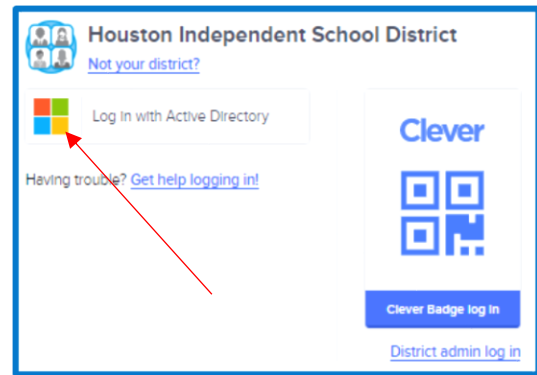 Houston Independent School District
Not your district?
Log in with Active Directory
Having trouble? Get help logging in!
Clever
Clever Badge log in
District admin log in